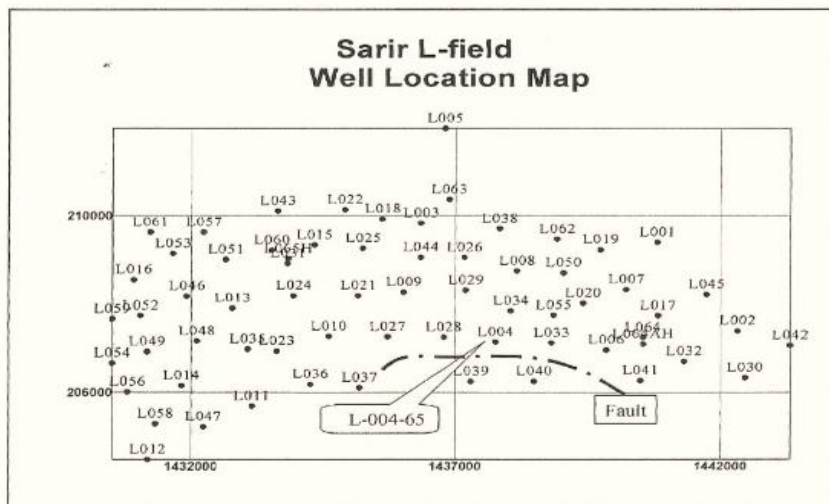 Sarir L-field
Well Location Map
L005
L063
L043 L022 L018 L003
210000
L061 L057 L038 L062 L001
L053 L060 L015 L025 L044 L026 L019
L051 L065H
L016 L008 L050
L046 L024 L021 L009 L029 L007 L045
L059 L052 L013 L034 L055 L020 L017
L048 L010 L027 L028 L004 L033 L064 L002
L054 L049 L023 L006 L042
L032
L056 L014 L036 L037 L039 L040 L041 L030
206000
L011
L058 L047 L-004-65 Fault
L012
1432000 1437000 1442000